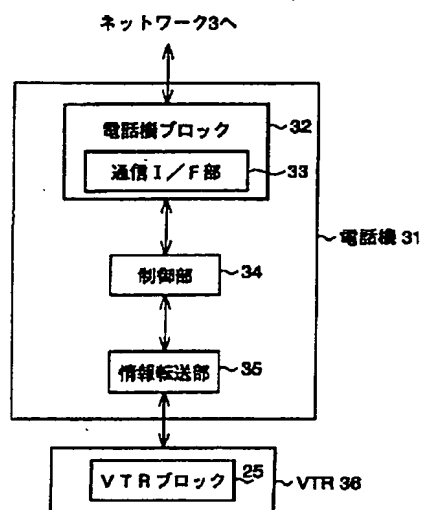 ネットワーク3へ
電話機ブロック
32
通信I/F部
33
電話機 31
制御部
34
情報転送部
35
VTRブロック
25
VTR 36